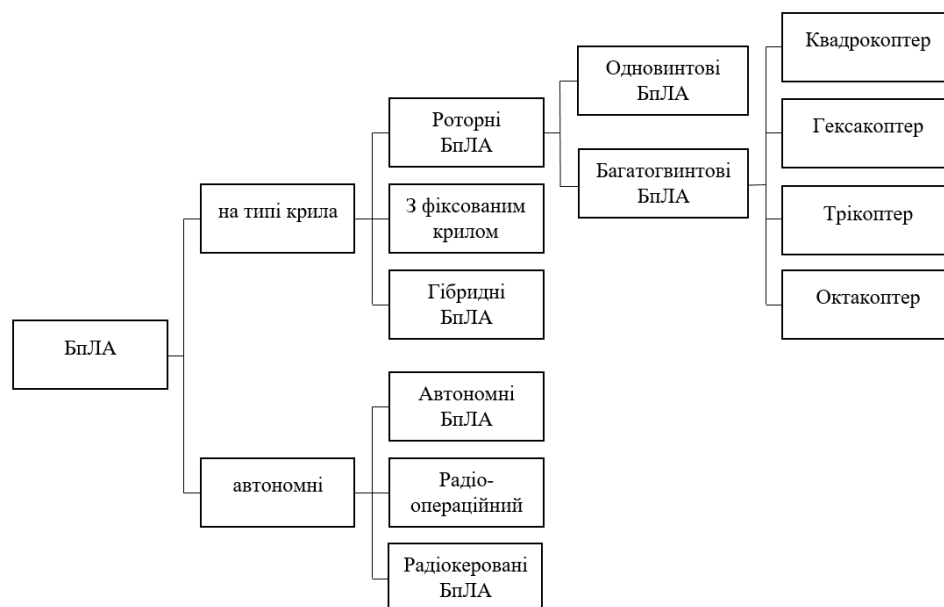 БпЛА
на типі крила
автономні
Роторні
БпЛА
З фіксованим
крилом
Гібридні
БпЛА
Автономні
БпЛА
Радіо-
операційний
Радіокеровані
БпЛА
Одновинтові
БпЛА
Багатогвинтові
БпЛА
Квадрокоптер
Гексакоптер
Трікоптер
Октакоптер